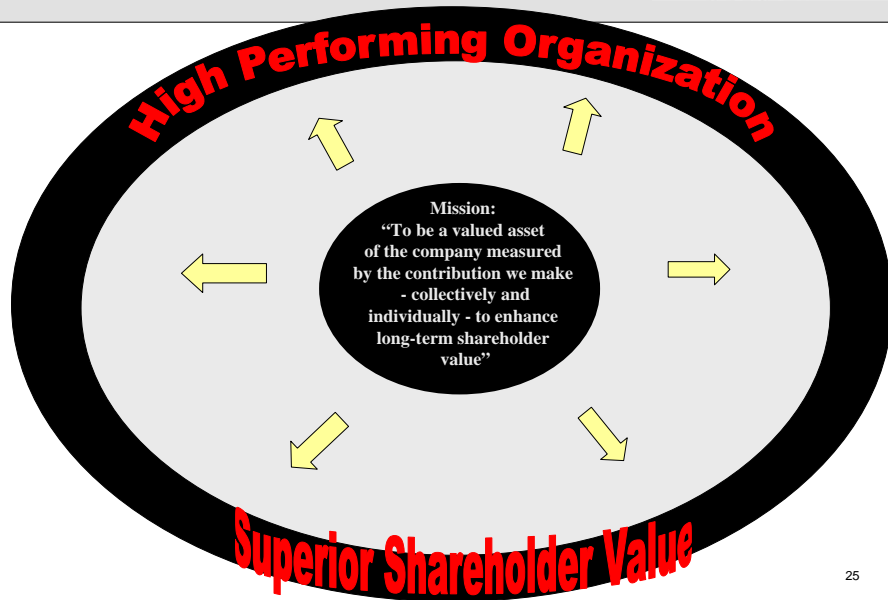 High Performing Organization
Mission:
“To be a valued asset
of the company measured
by the contribution we make
- collectively and
individually - to enhance
long-term shareholder
value”
Superior Shareholder Value
25